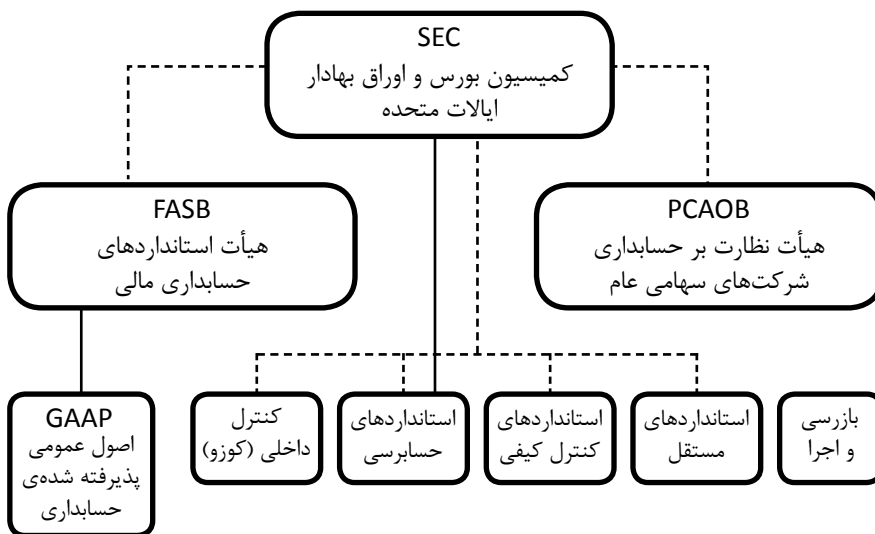 SEC
کمیسیون بورس و اوراق بهادار
ایالات متحده
FASB
هیأت استانداردهای
حسابداری مالی
PCAOB
هیأت نظارت بر حسابداری
شرکت‌های سهامی عام
GAAP
اصول عمومی
پذیرفته شده‌ی
حسابداری
کنترل
داخلی (کوزو)
استانداردهای
حسابرسی
استانداردهای
کنترل کیفی
استانداردهای
مستقل
بازرسی
و اجرا